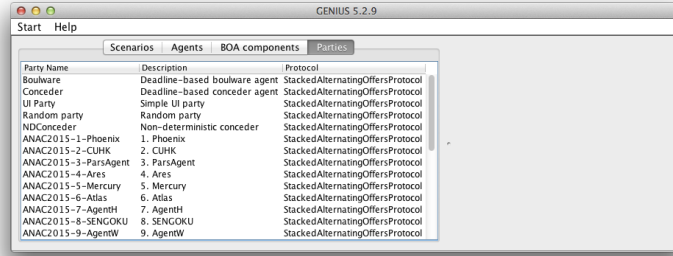 GENIUS 5.2.9
Start Help
Scenarios Agents BOA components Parties
Party Name Description Protocol
Boulware Deadline-based boulware agent StackedAlternatingOffersProtocol
Conceder Deadline-based conceder agent StackedAlternatingOffersProtocol
UI Party Simple UI party StackedAlternatingOffersProtocol
Random party Random party StackedAlternatingOffersProtocol
NDConceder Non-deterministic conceder StackedAlternatingOffersProtocol
ANAC2015-1-Phoenix 1. Phoenix StackedAlternatingOffersProtocol
ANAC2015-2-CUHK 2. CUHK StackedAlternatingOffersProtocol
ANAC2015-3-ParsAgent 3. ParsAgent StackedAlternatingOffersProtocol
ANAC2015-4-Ares 4. Ares StackedAlternatingOffersProtocol
ANAC2015-5-Mercury 5. Mercury StackedAlternatingOffersProtocol
ANAC2015-6-Atlas 6. Atlas StackedAlternatingOffersProtocol
ANAC2015-7-AgentH 7. AgentH StackedAlternatingOffersProtocol
ANAC2015-8-SENGOKU 8. SENGOKU StackedAlternatingOffersProtocol
ANAC2015-9-AgentW 9. AgentW StackedAlternatingOffersProtocol